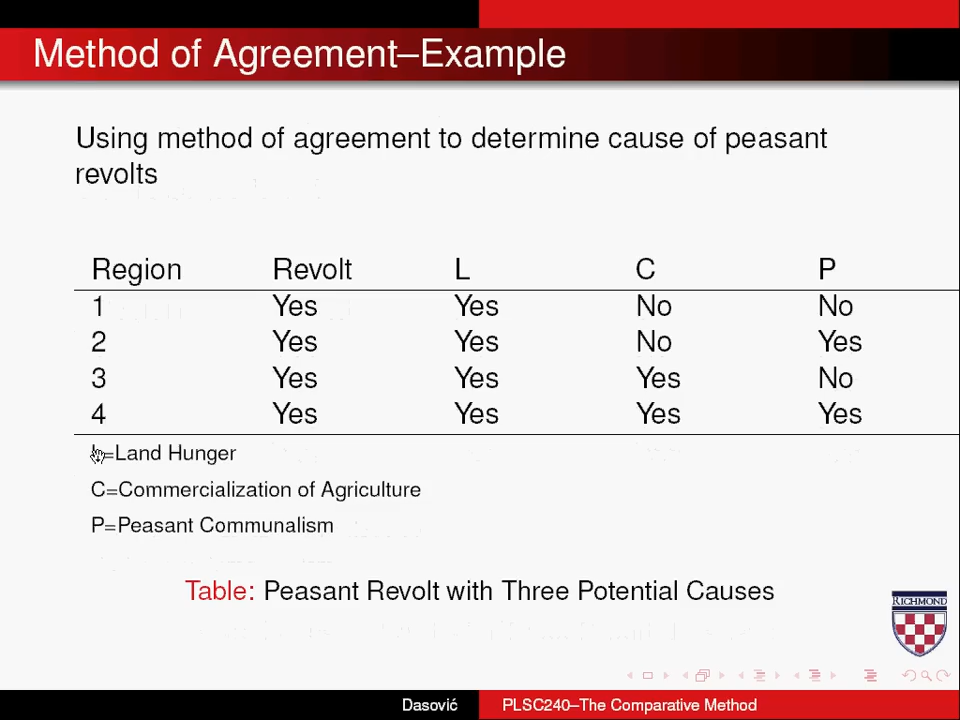 Method of Agreement–Example
Using method of agreement to determine cause of peasant
revolts
Region Revolt L C P
1 Yes Yes No No
2 Yes Yes No Yes
3 Yes Yes Yes No
4 Yes Yes Yes Yes
L=Land Hunger
C=Commercialization of Agriculture
P=Peasant Communalism
Table: Peasant Revolt with Three Potential Causes
RICHMOND
Dasović PLSC240–The Comparative Method